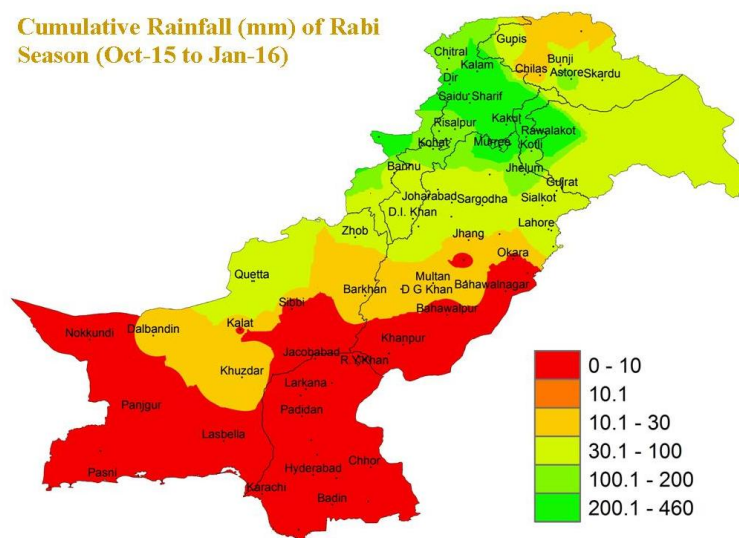 Cumulative Rainfall (mm) of Rabi
Season (Oct-15 to Jan-16)
Gupis
Chitral
Kalam
Bunji
Chilas
Astore
Skardu
Dir
Saidu Sharif
Kakul
Risalpur
Rawalakot
Kohat
Murree
Kotli
Bannu
Jhelum
Gujrat
Joharabad
Sargodha
Sialkot
D.I. Khan
Lahore
Zhob
Jhang
Okara
Quetta
Multan
Barkhan
D G Khan
Bahawalnagar
Sibbi
Bahawalpur
Nokkundi
Dalbandin
Kalat
Khanpur
Jacobabad
R.Y.Khan
Khuzdar
Larkana
Panjgur
Padidan
Lasbella
Pasni
Hyderabad
Chhor
Karachi
Badin
0 - 10
10.1
10.1 - 30
30.1 - 100
100.1 - 200
200.1 - 460